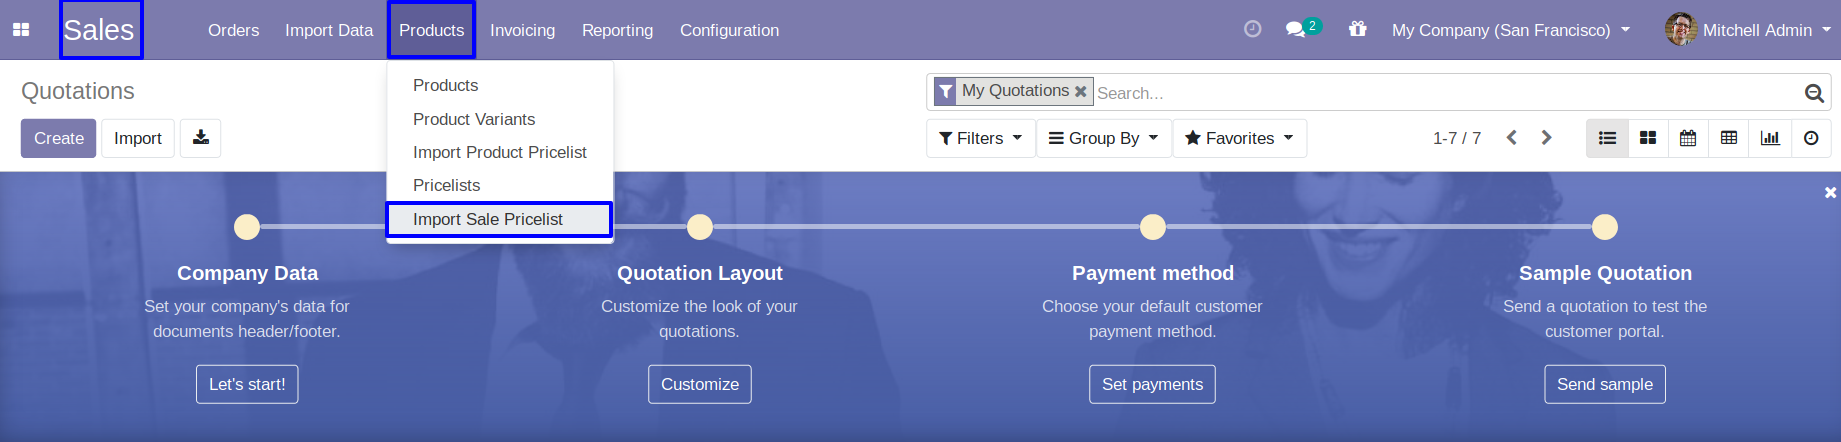 Sales Orders Import Data Products Invoicing Reporting Configuration 2 My Company (San Francisco) Mitchell Admin
Quotations
Products
Product Variants
Import Product Pricelist
Pricelists
Import Sale Pricelist
My Quotations Search...
Create Import
Filters Group By Favorites 1-7 / 7
Company Data
Set your company's data for
documents header/footer.
Let's start!
Quotation Layout
Customize the look of your
quotations.
Customize
Payment method
Choose your default customer
payment method.
Set payments
Sample Quotation
Send a quotation to test the
customer portal.
Send sample